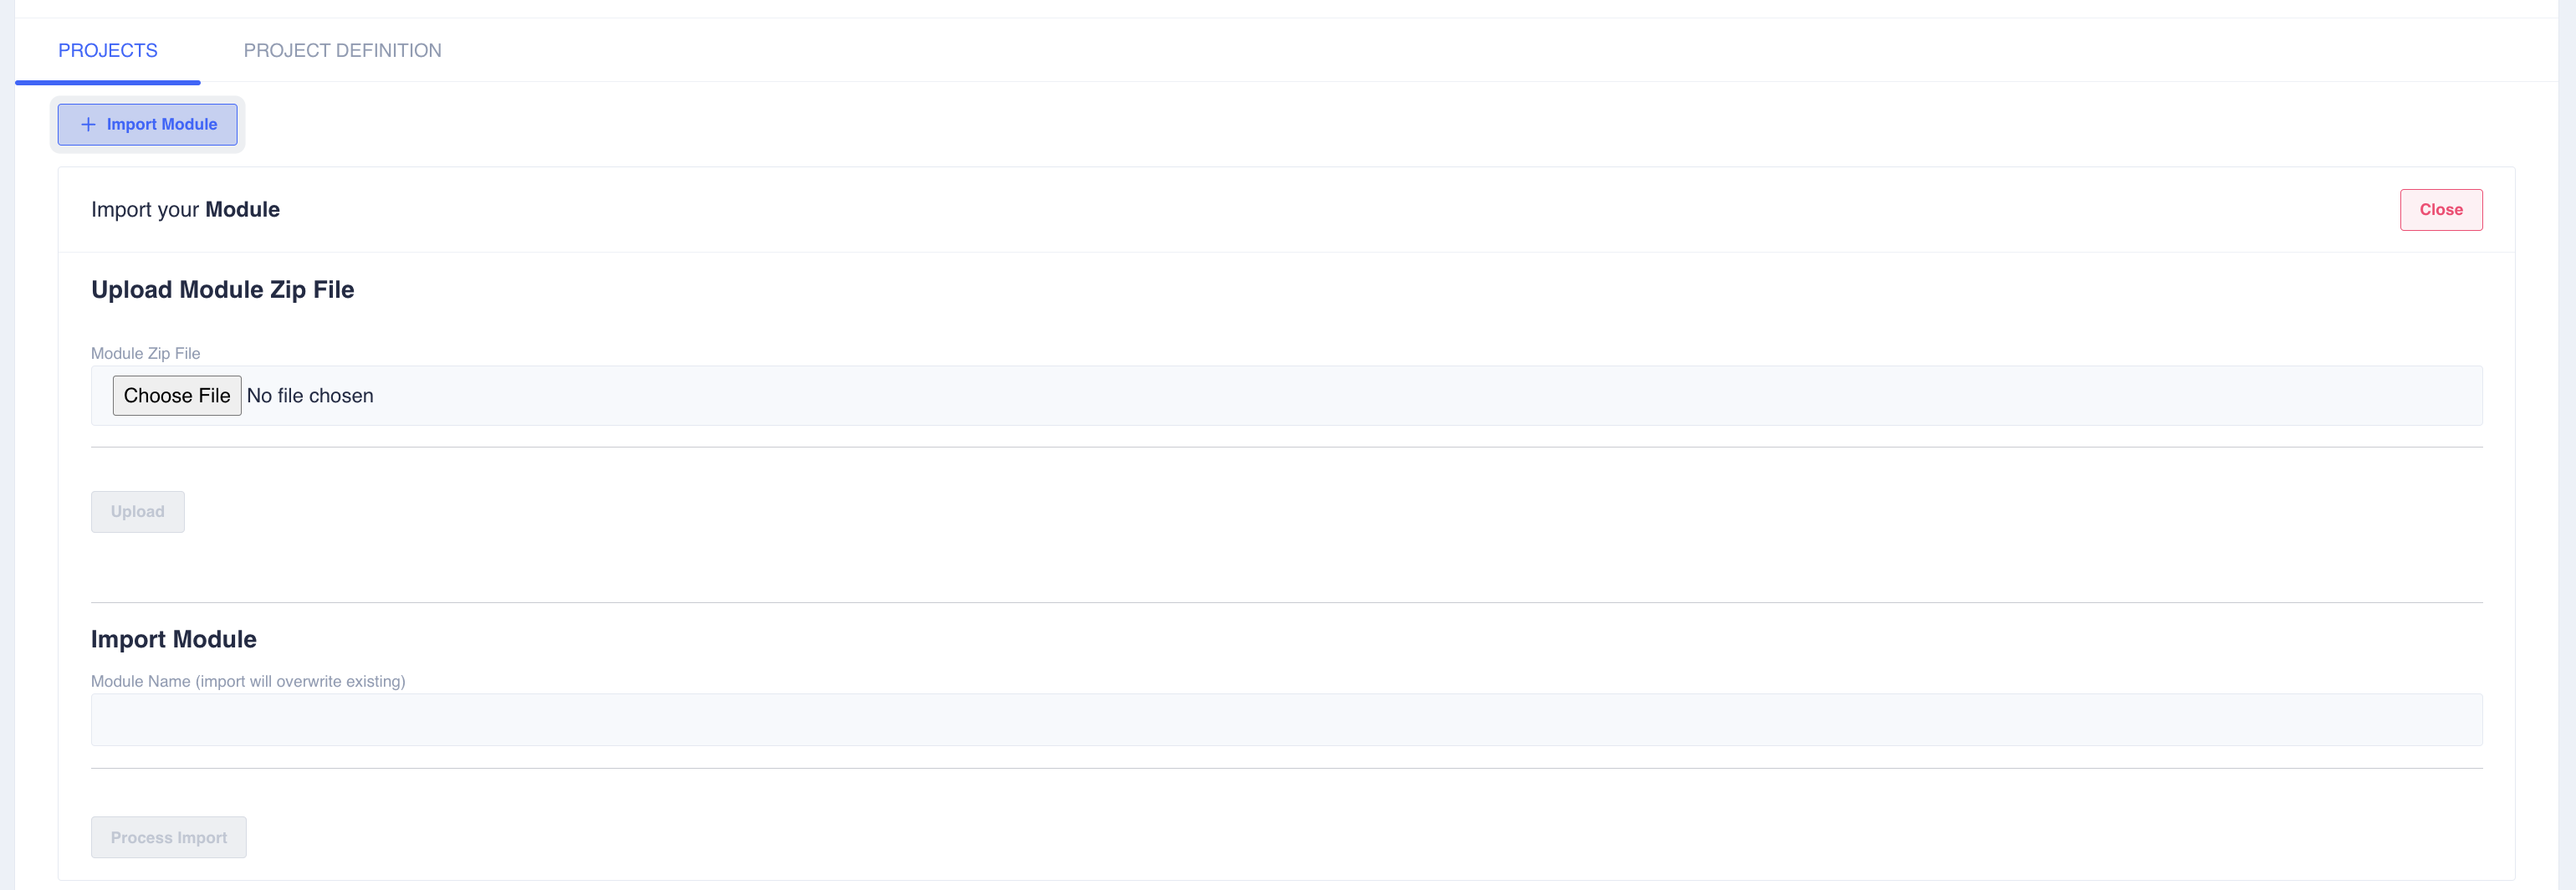 PROJECTS PROJECT DEFINITION
Import Module
Import your Module Close
Upload Module Zip File
Module Zip File
Choose File No file chosen
Upload
Import Module
Module Name (import will overwrite existing)
Process Import